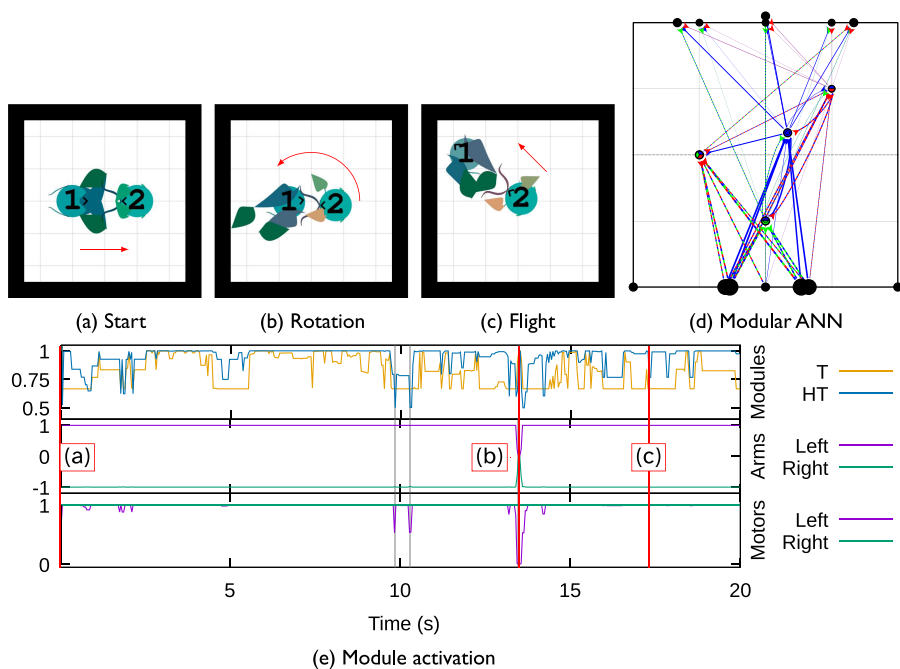 1 2
1 2
1 2
(a) Start
(b) Rotation
(c) Flight
(d) Modular ANN
1
0.75
0.5
Modules
T
HT
1
0
-1
(a)
(b)
(c)
Arms
Left
Right
1
0
Motors
Left
Right
5
10
15
20
Time (s)
(e) Module activation